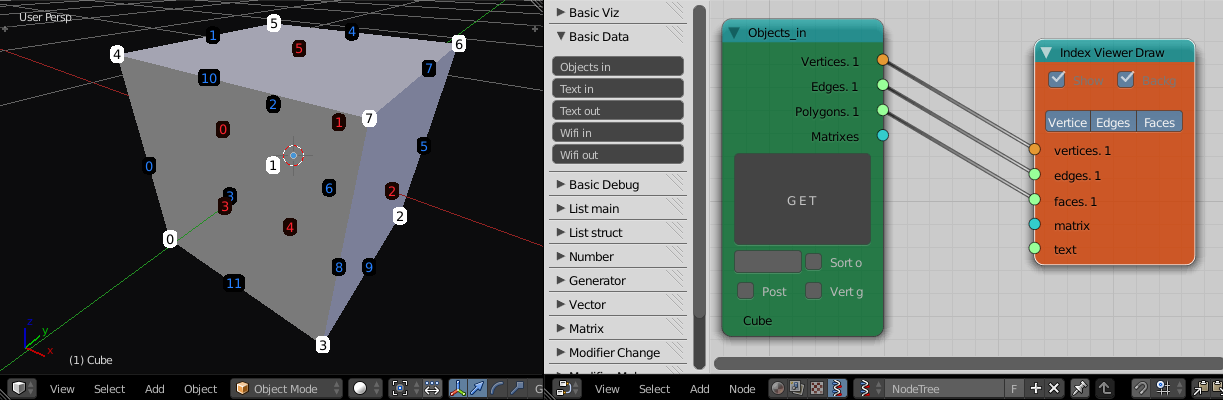 User Persp
5
1
4
6
4
5
7
10
2
7
1
0
5
1
0
6
2
3
3
2
4
0
8
9
11
3
z
y
x
(1) Cube
View
Select
Add
Object
Object Mode
G
Basic Viz
Basic Data
Objects in
Text in
Text out
Wifi in
Wifi out
Basic Debug
List main
List struct
Number
Generator
Vector
Matrix
Modifier Change
Objects_in
Vertices. 1
Edges. 1
Polygons. 1
Matrixes
GET
Sort o
Post
Vert g
Cube
Index Viewer Draw
Vertice
Edges
Faces
vertices. 1
edges. 1
faces. 1
matrix
text
View
Select
Add
Node
NodeTree
F